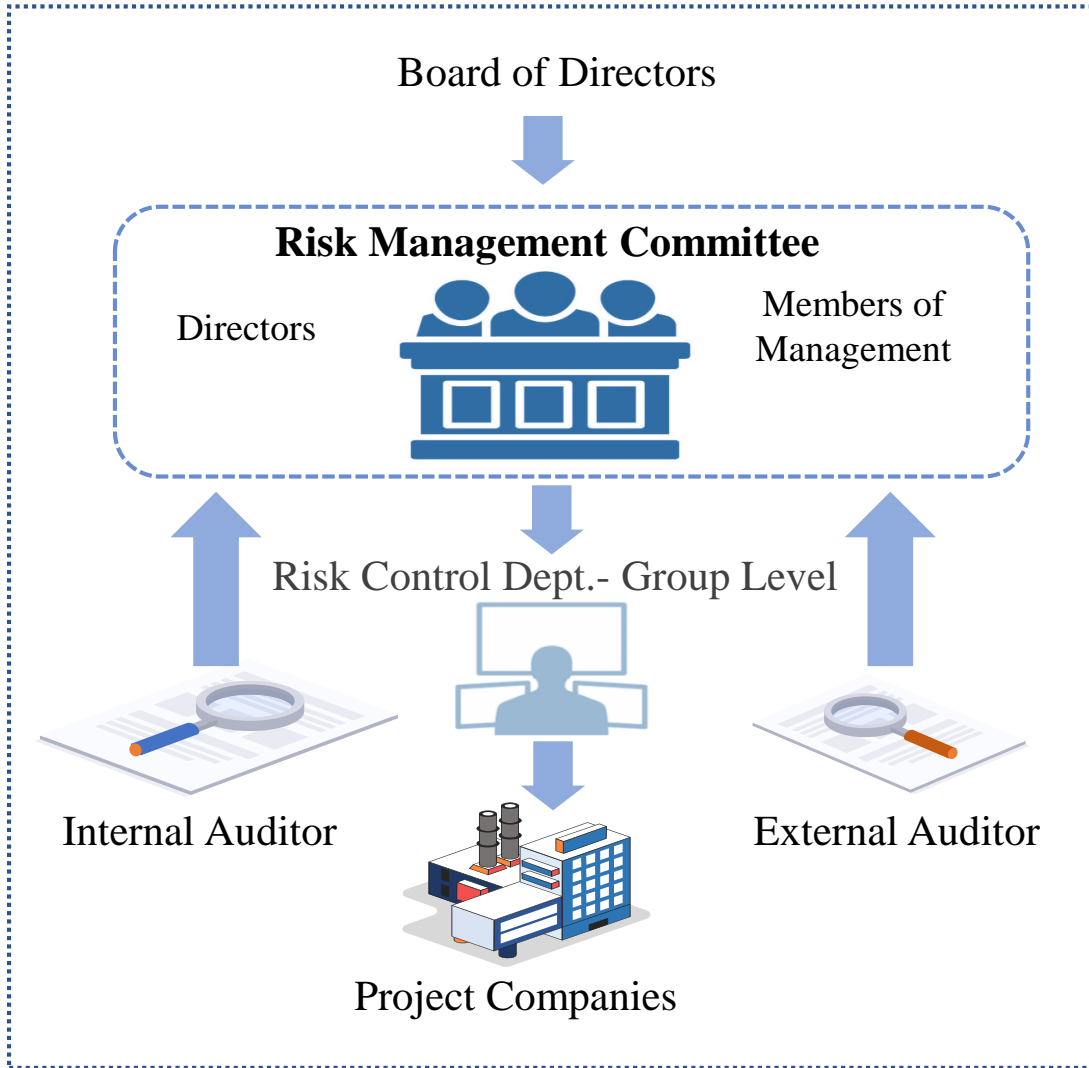 Board of Directors
Risk Management Committee
Directors
Members of
Management
Risk Control Dept.- Group Level
Internal Auditor
External Auditor
Project Companies